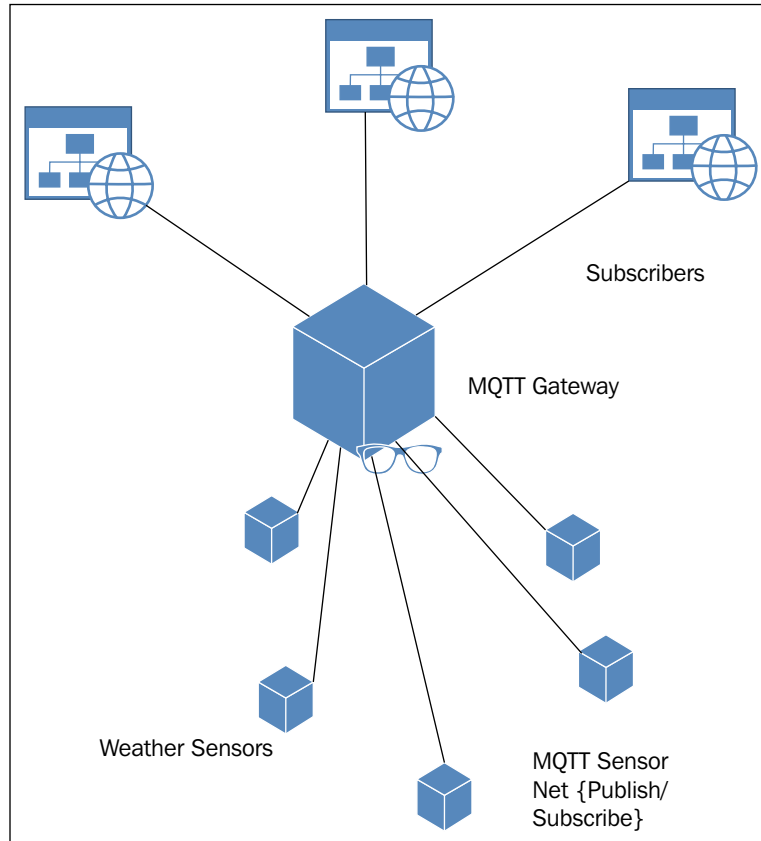 Subscribers
MQTT Gateway
Weather Sensors
MQTT Sensor
Net {Publish/
Subscribe}